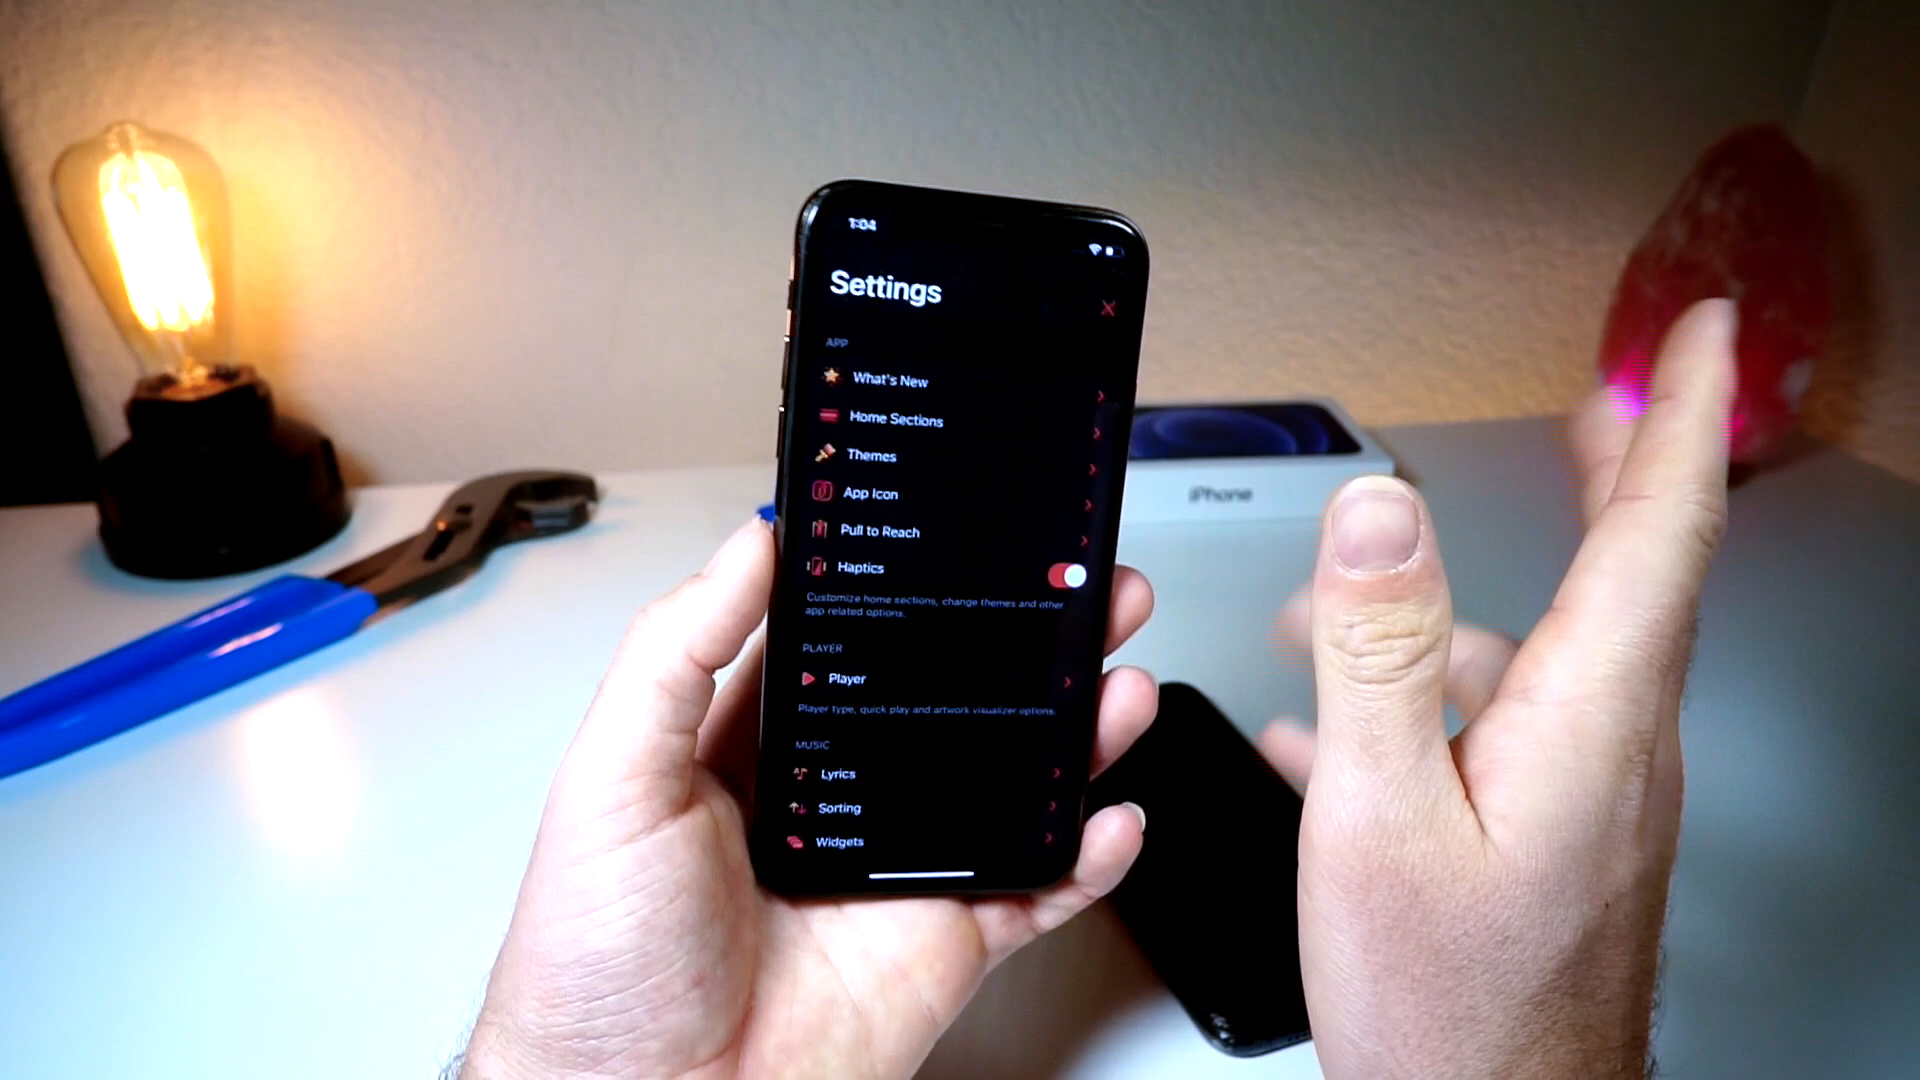 1:04
Settings
APP
What's New
Home Sections
Themes
App Icon
Pull to Reach
Haptics
Customize home sections, change themes and other
app related options.
PLAYER
Player
Player type, quick play and artwork visualizer options.
MUSIC
Lyrics
Sorting
Widgets
iPhone